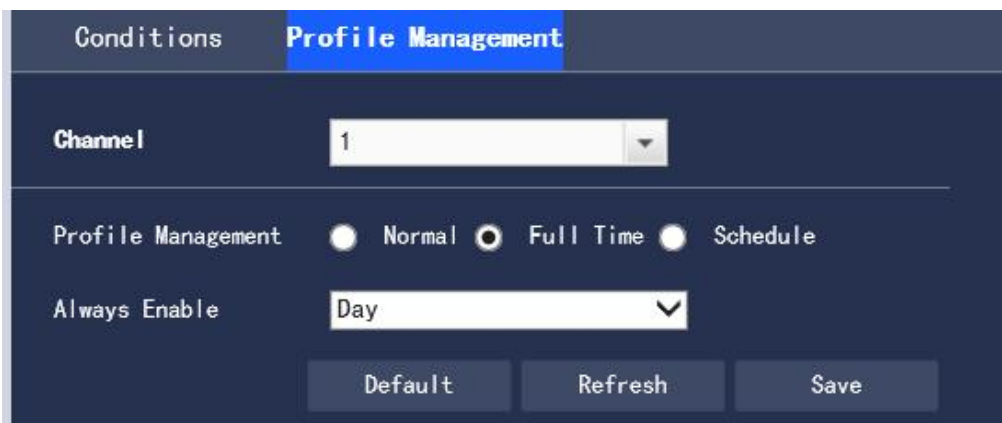 Conditions Profile Management
Channel 1
Profile Management Normal Full Time Schedule
Always Enable Day
Default Refresh Save